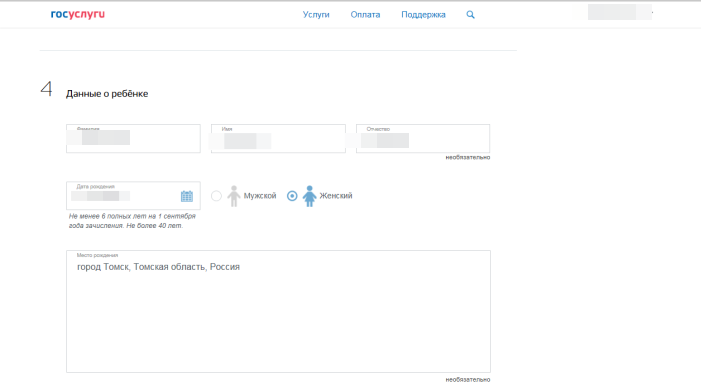 госуслуги
Услуги Оплата Поддержка
4 Данные о ребёнке
Фамилия Имя Отчество
необязательно
Дата рождения
Мужской Женский
Не менее 6 полных лет на 1 сентября
года зачисления. Не более 40 лет.
Место рождения
город Томск, Томская область, Россия
необязательно